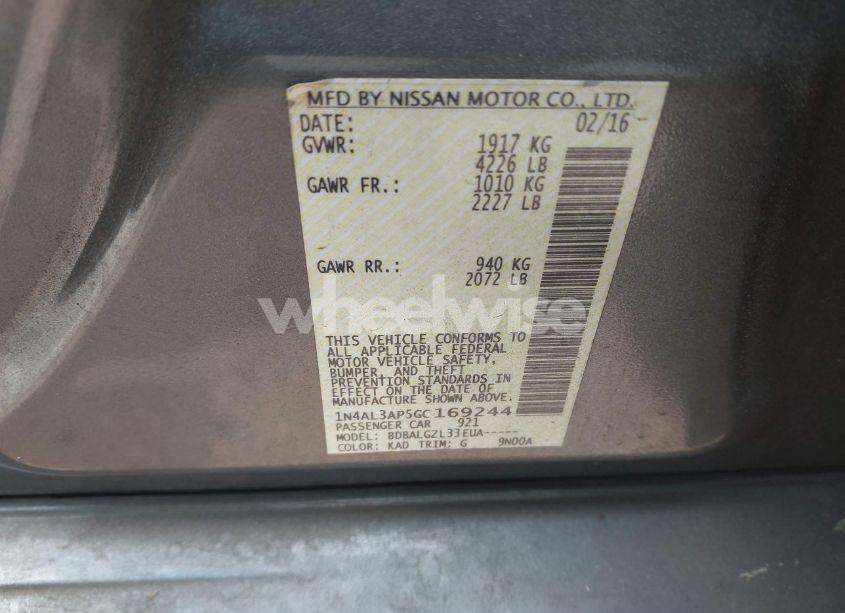 MFD BY NISSAN MOTOR CO., LTD.
DATE: 02/16
GVWR: 1917 KG
4226 LB
GAWR FR.: 1010 KG
2227 LB
GAWR RR.: 940 KG
2072 LB
wheelwise
THIS VEHICLE CONFORMS TO
ALL APPLICABLE FEDERAL
MOTOR VEHICLE SAFETY,
BUMPER, AND THEFT
PREVENTION STANDARDS IN
EFFECT ON THE DATE OF
MANUFACTURE SHOWN ABOVE.
1N4AL3AP5GC169244
PASSENGER CAR 921
MODEL: BDBALGZL33EUA-----
COLOR: KAD TRIM: G 9N00A